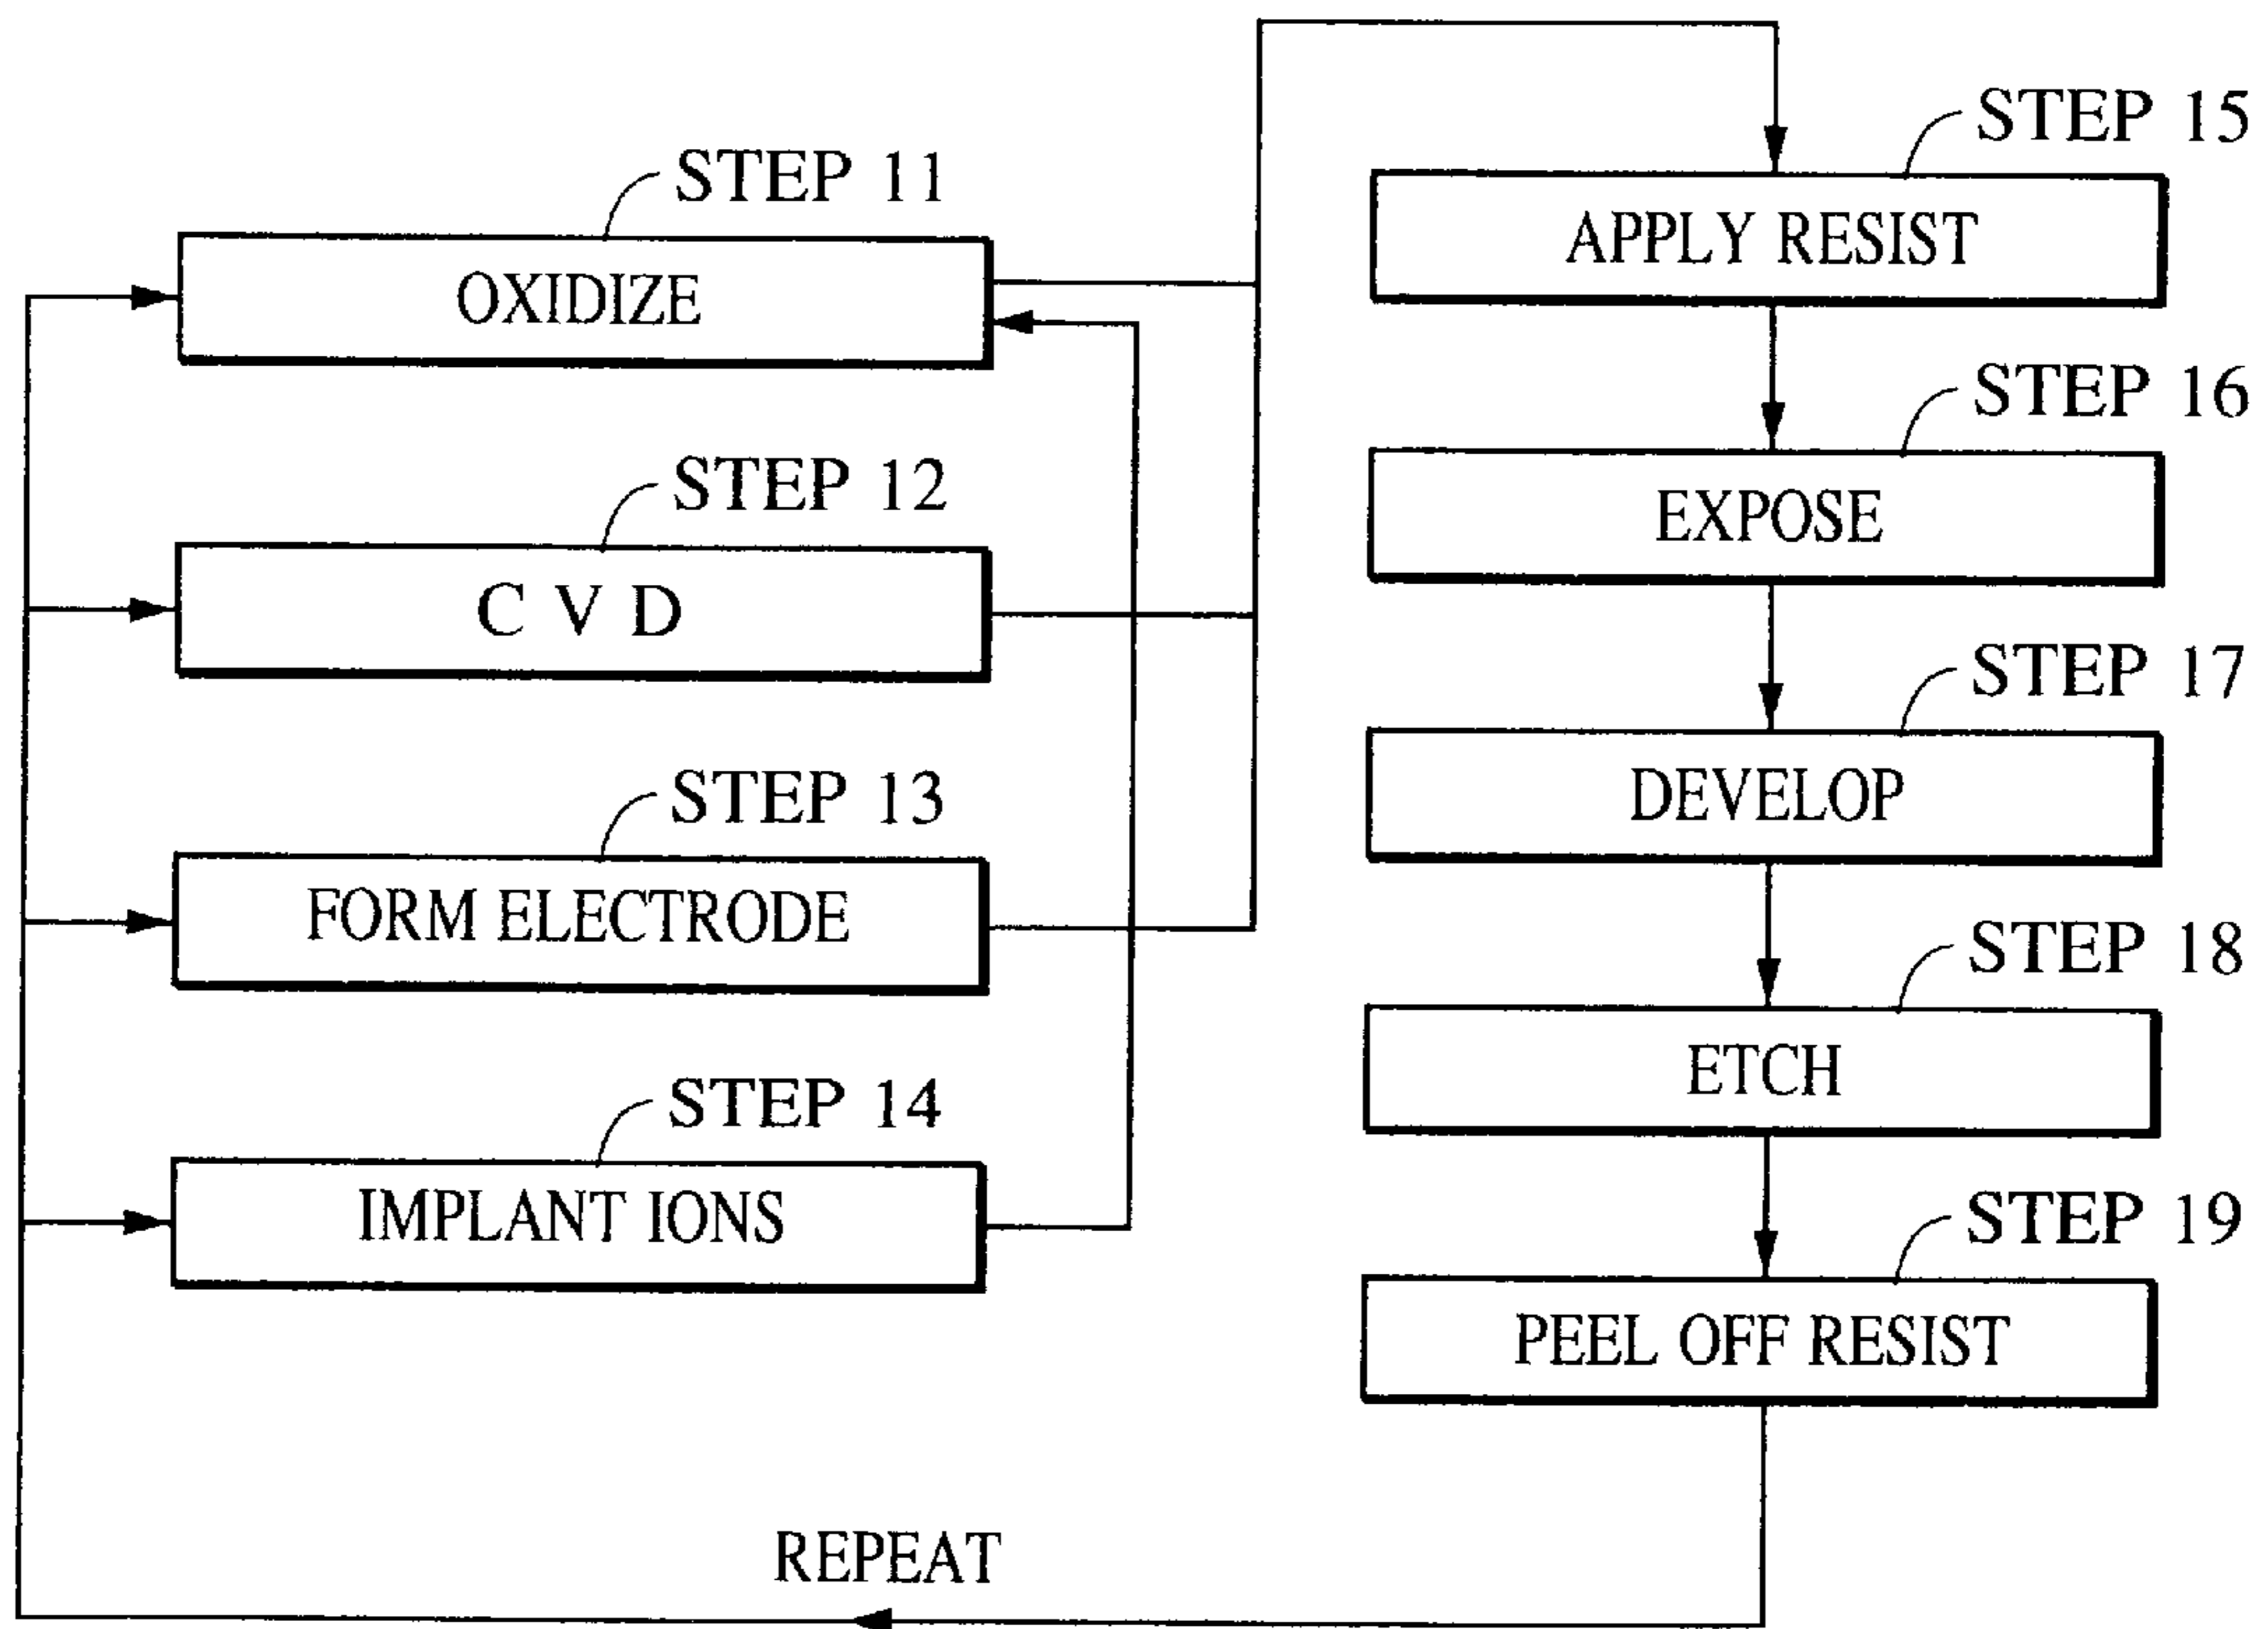 STEP 11
OXIDIZE
STEP 12
C V D
STEP 13
FORM ELECTRODE
STEP 14
IMPLANT IONS
STEP 15
APPLY RESIST
STEP 16
EXPOSE
STEP 17
DEVELOP
STEP 18
ETCH
STEP 19
PEEL OFF RESIST
REPEAT